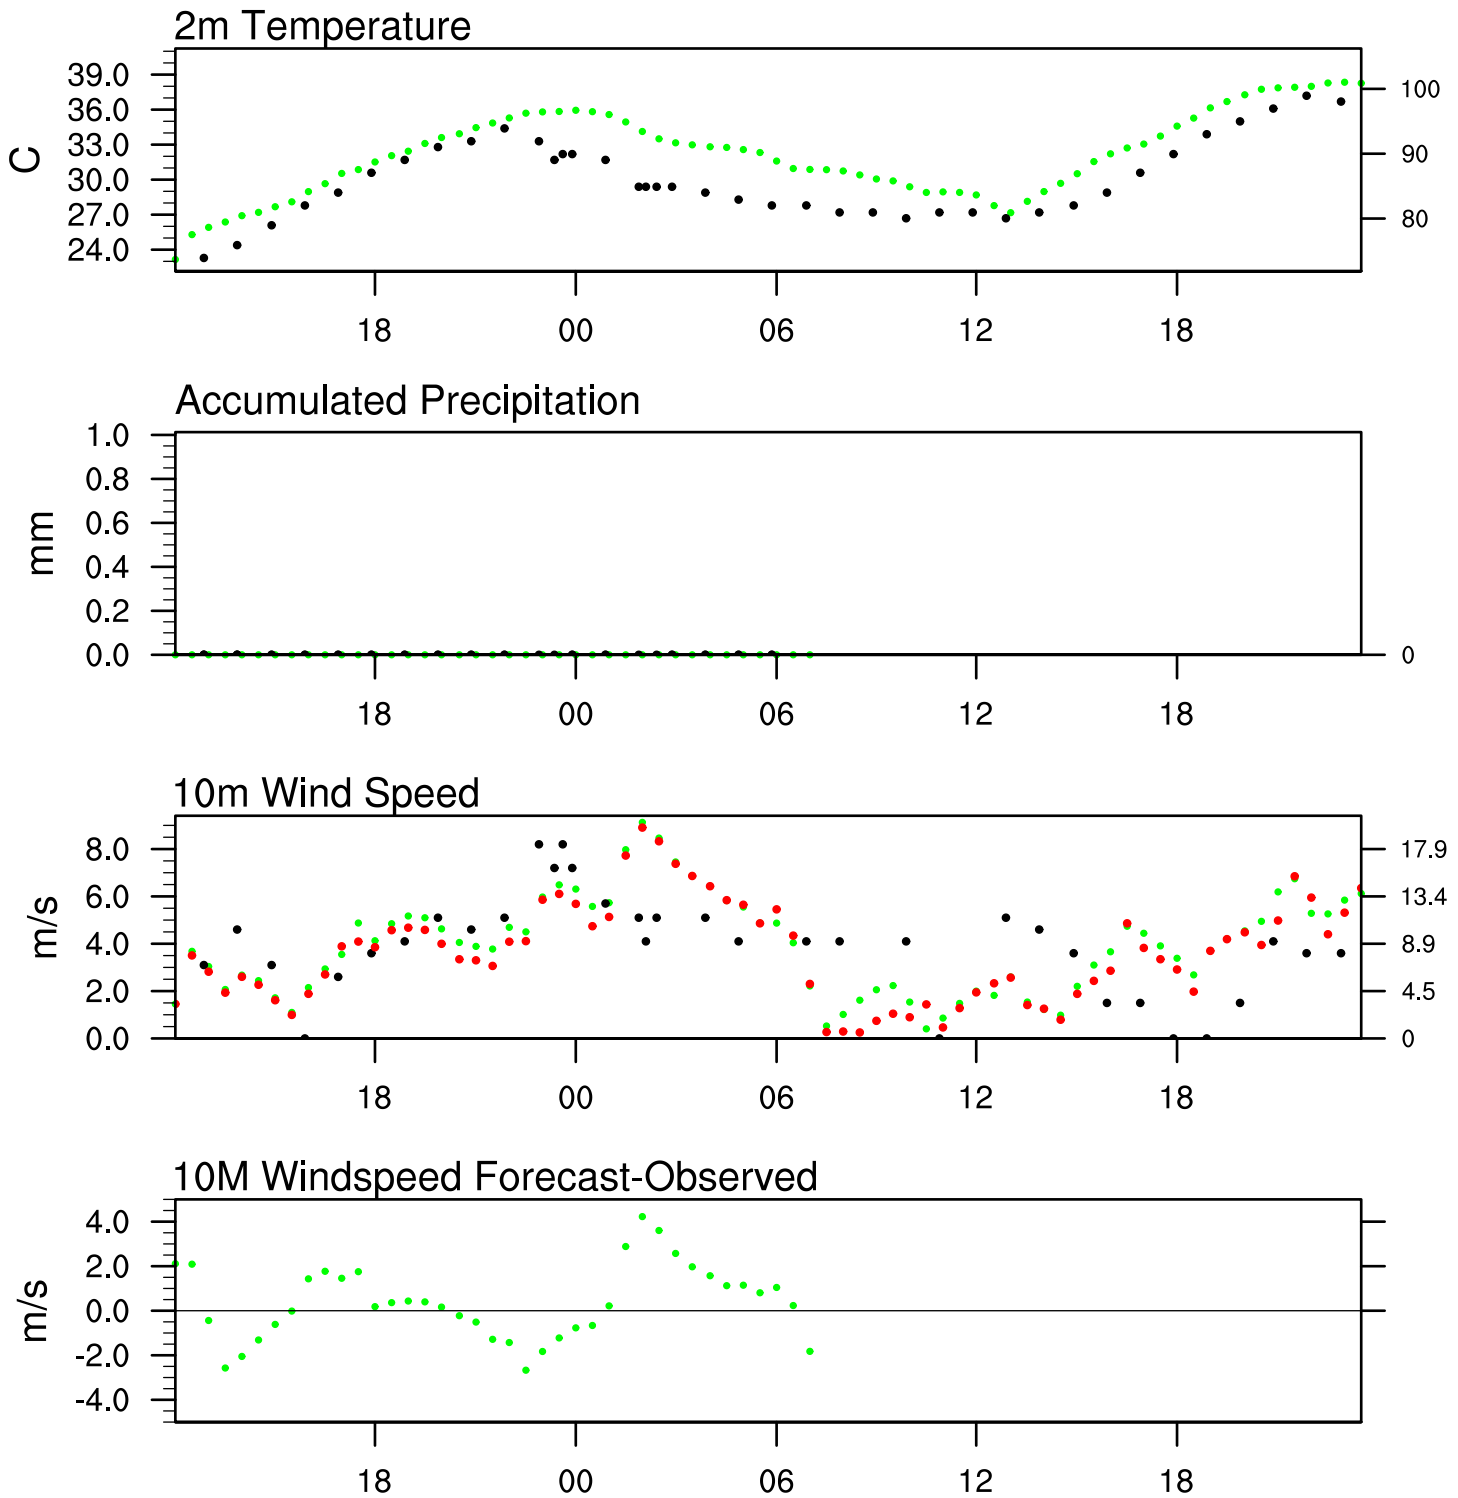 2m Temperature
39.0
36.0
33.0
30.0
27.0
24.0
C
100
90
80
18 00 06 12 18
Accumulated Precipitation
1.0
0.8
0.6
0.4
0.2
0.0
mm
0
18 00 06 12 18
10m Wind Speed
8.0
6.0
4.0
2.0
0.0
m/s
17.9
13.4
8.9
4.5
0
18 00 06 12 18
10M Windspeed Forecast-Observed
4.0
2.0
0.0
-2.0
-4.0
m/s
18 00 06 12 18